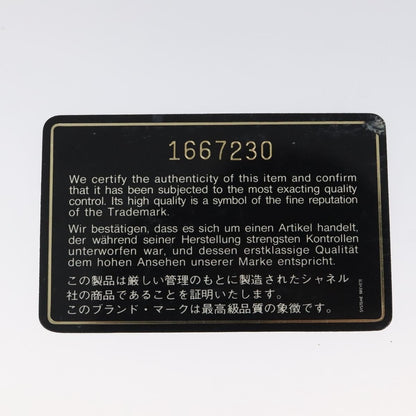 1667230
We certify the authenticity of this item and confirm
that it has been subjected to the most exacting quality
control. Its high quality is a symbol of the fine reputation
of the Trademark.
Wir bestätigen, dass es sich um einen Artikel handelt,
der während seiner Herstellung strengsten Kontrollen
unterworfen war, und dessen erstklassige Qualität
dem hohen Ansehen unserer Marke entspricht.
この製品は厳しい管理のもとに製造されたシャネル
社の商品であることを証明いたします。
このブランド・マークは最高級品質の象徴です。